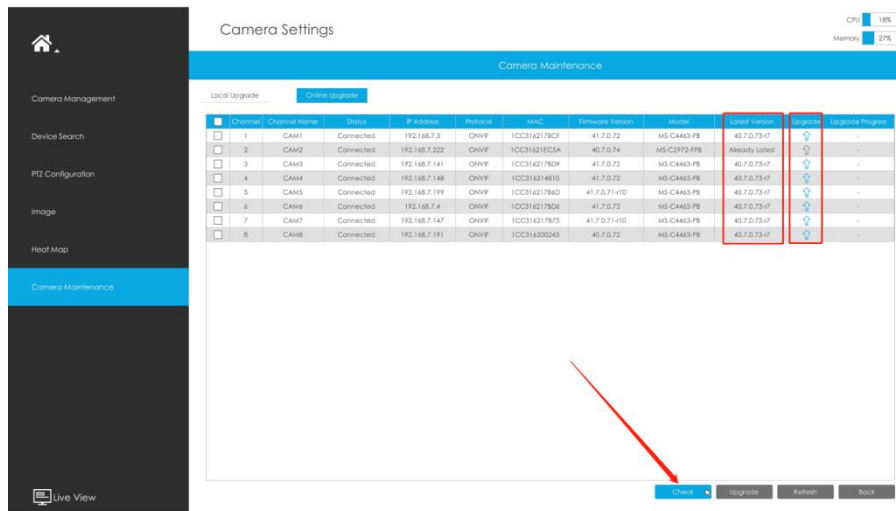 Camera Settings
CPU 18%
Memory 27%
Camera Maintenance
Local Upgrade Online Upgrade
Camera Management
Device Search
PTZ Configuration
Image
Heat Map
Camera Maintenance
Live View
Channel Channel Name Status IP Address Protocal MAC Firmware Version Model Latest Version Upgrade Upgrade Progress
1 CAM1 Connected 192.168.7.3 ONVIF 1CC316217BCF 41.7.0.72 MS-C4463-PB 40.7.0.73-r7 -
2 CAM2 Connected 192.168.7.222 ONVIF 1CC31621EC5A 40.7.0.74 MS-C2972-FPB Already Latest -
3 CAM3 Connected 192.168.7.141 ONVIF 1CC316217BD9 41.7.0.72 MS-C4463-PB 40.7.0.73-r7 -
4 CAM4 Connected 192.168.7.148 ONVIF 1CC316214810 41.7.0.72 MS-C4463-PB 40.7.0.73-r7 -
5 CAM5 Connected 192.168.7.199 ONVIF 1CC316217B6D 41.7.0.71-r10 MS-C4463-PB 40.7.0.73-r7 -
6 CAM6 Connected 192.168.7.4 ONVIF 1CC316217BD6 41.7.0.72 MS-C4463-PB 40.7.0.73-r7 -
7 CAM7 Connected 192.168.7.147 ONVIF 1CC316217B75 41.7.0.71-r10 MS-C4463-PB 40.7.0.73-r7 -
8 CAM8 Connected 192.168.7.191 ONVIF 1CC316200243 40.7.0.72 MS-C4463-PB 40.7.0.73-r7 -
Check Upgrade Refresh Back